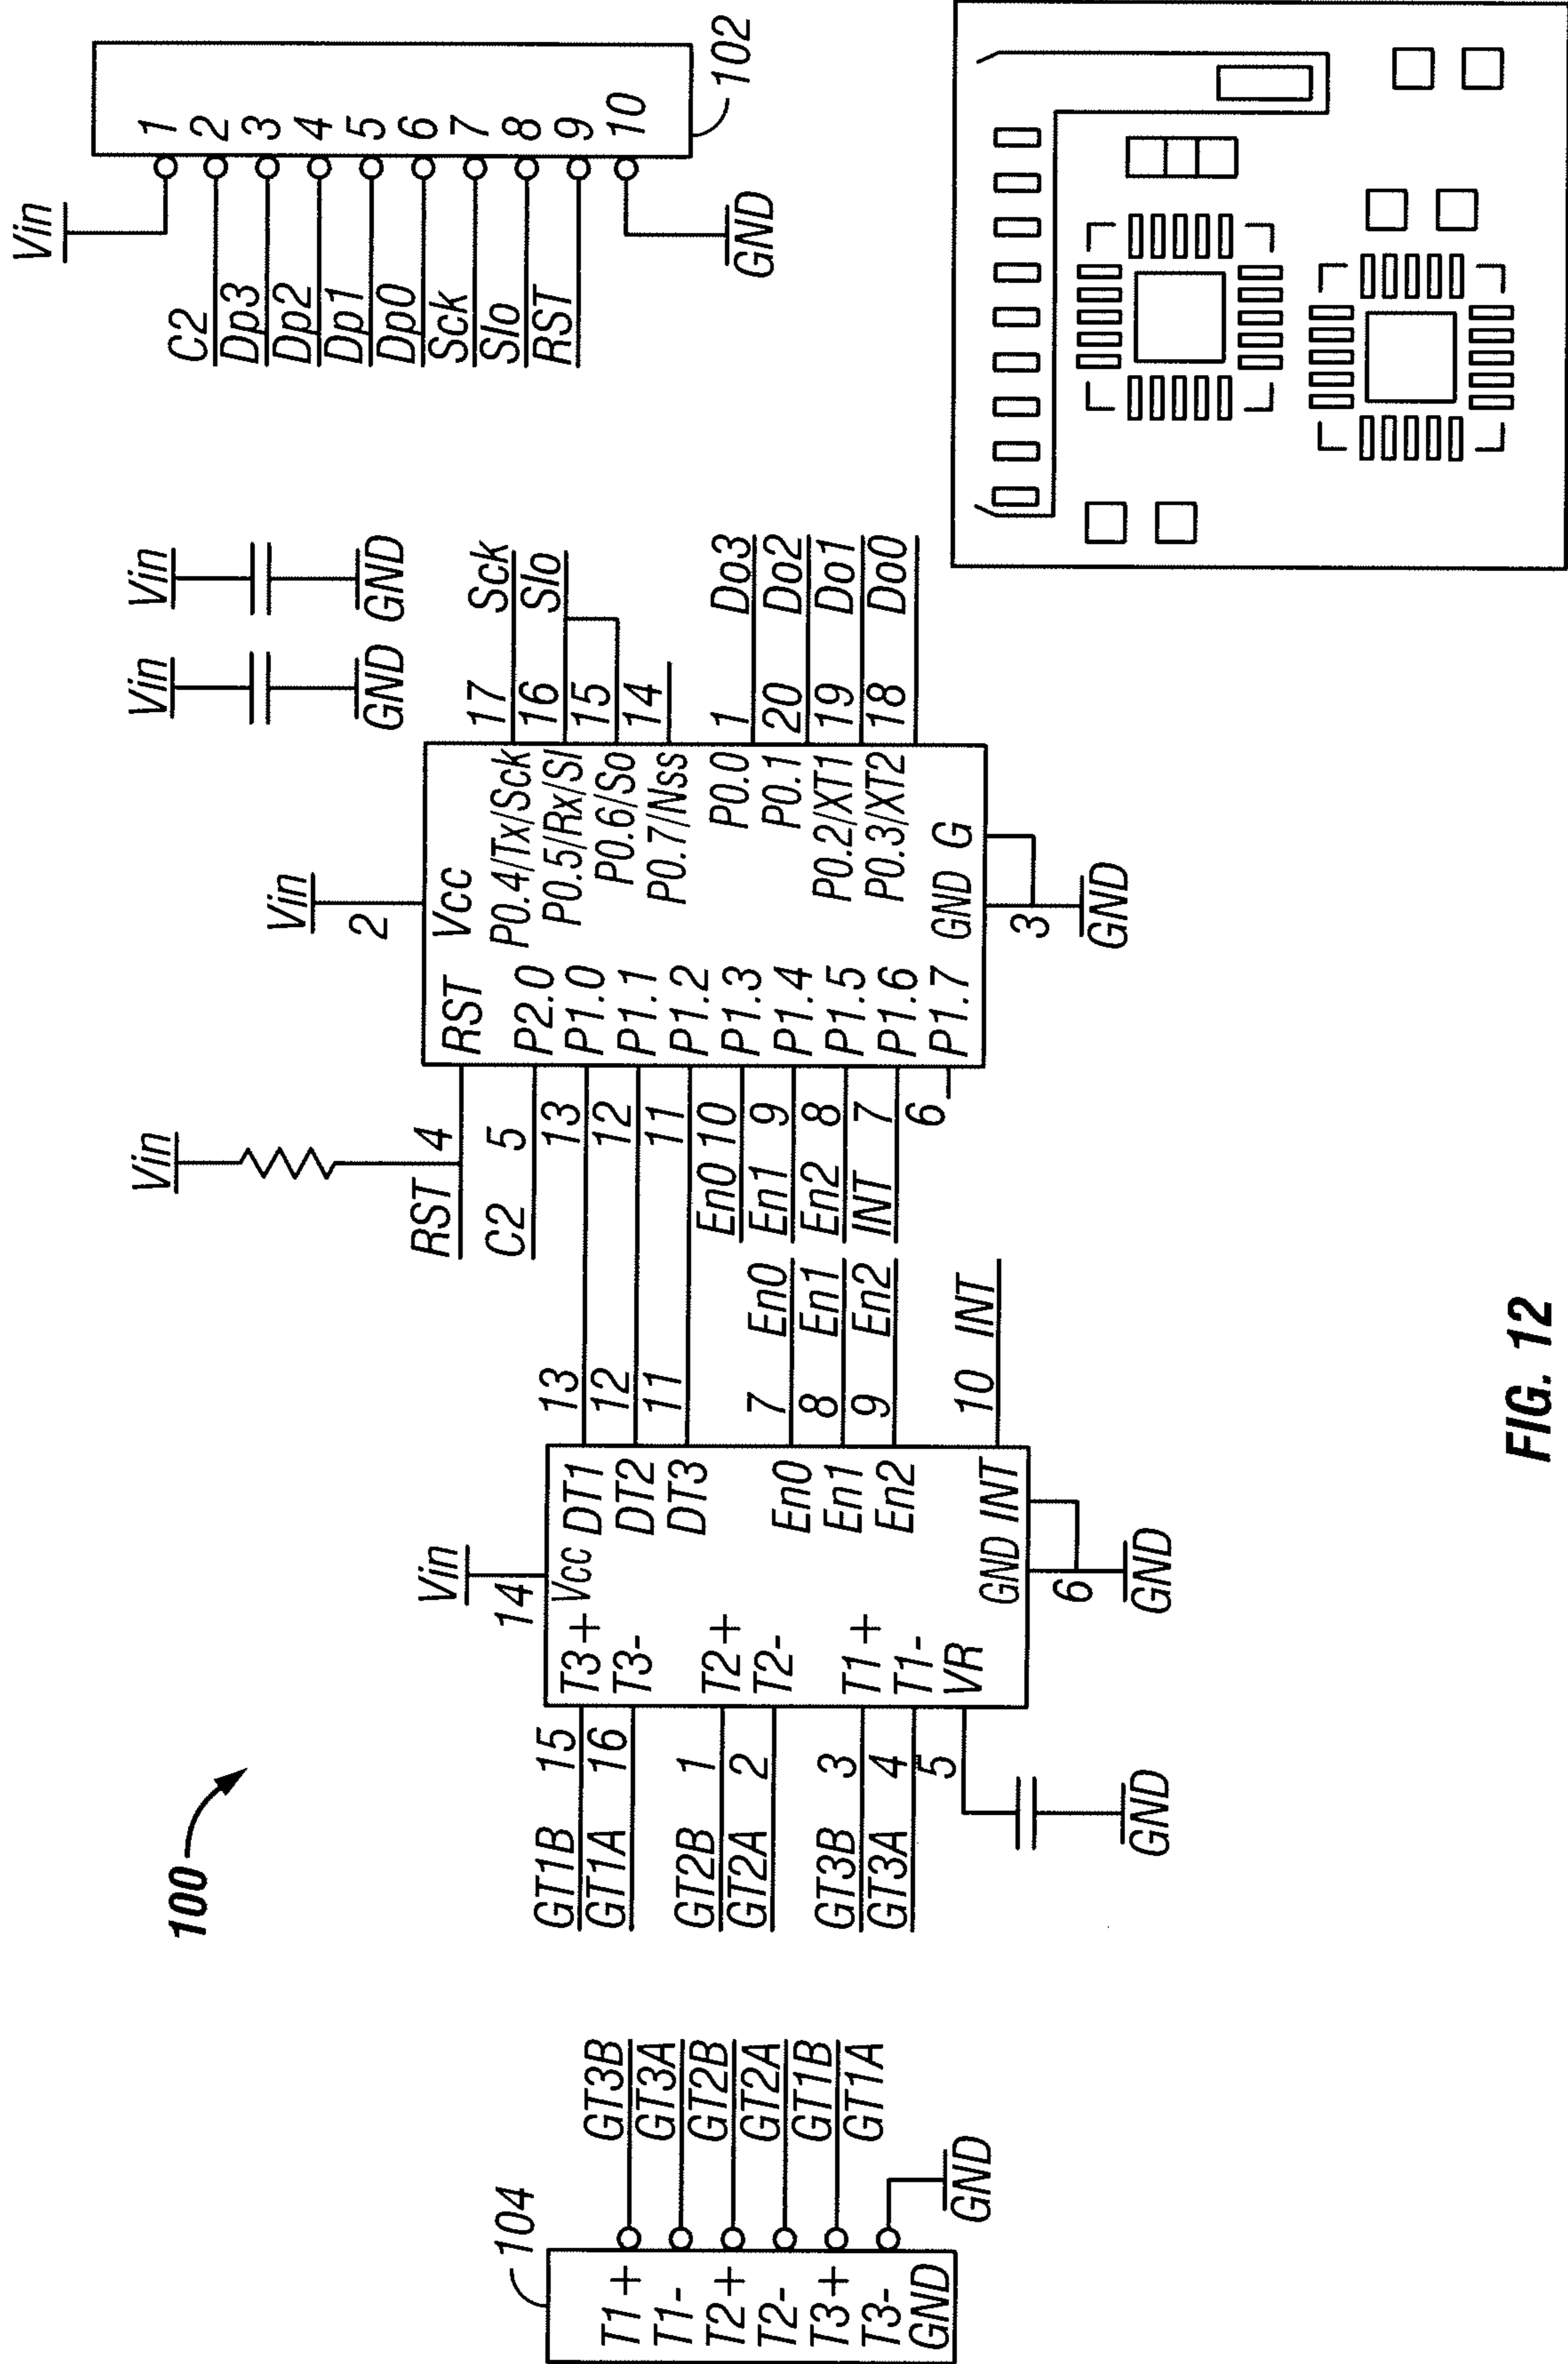 100
104
T1+
T1-
T2+
T2-
T3+
T3-
GND
GT3B
GT3A
GT2B
GT2A
GT1B
GT1A
GND
GT1B 15
GT1A 16
GT2B 1
GT2A 2
GT3B 3
GT3A 4
5
GND
Vin
14
T3+ Vcc DT1
T3- DT2
DT3
T2+
T2- En0
En1
T1+ En2
T1-
VR GND INT
6
GND
13
12
11
7 En0
8 En1
9 En2
10 INT
Vin
RST 4
C2 5
13
12
11
En0 10
En1 9
En2 8
INT 7
6
Vin
2
RST Vcc
P2.0 P0.4/Tx/Sck
P1.0 P0.5/Rx/SI
P1.1 P0.6/So
P1.2 P0.7/Nss
P1.3 P0.0
P1.4 P0.1
P1.5 P0.2/XT1
P1.6 P0.3/XT2
P1.7 GND G
3
GND
Vin Vin
GND GND
17 Sck
16 SIo
15
14
1 Do3
20 Do2
19 Do1
18 Do0
Vin
C2
Dp3
Dp2
Dp1
Dp0
Sck
SIo
RST
GND
1
2
3
4
5
6
7
8
9
10
102
FIG. 12